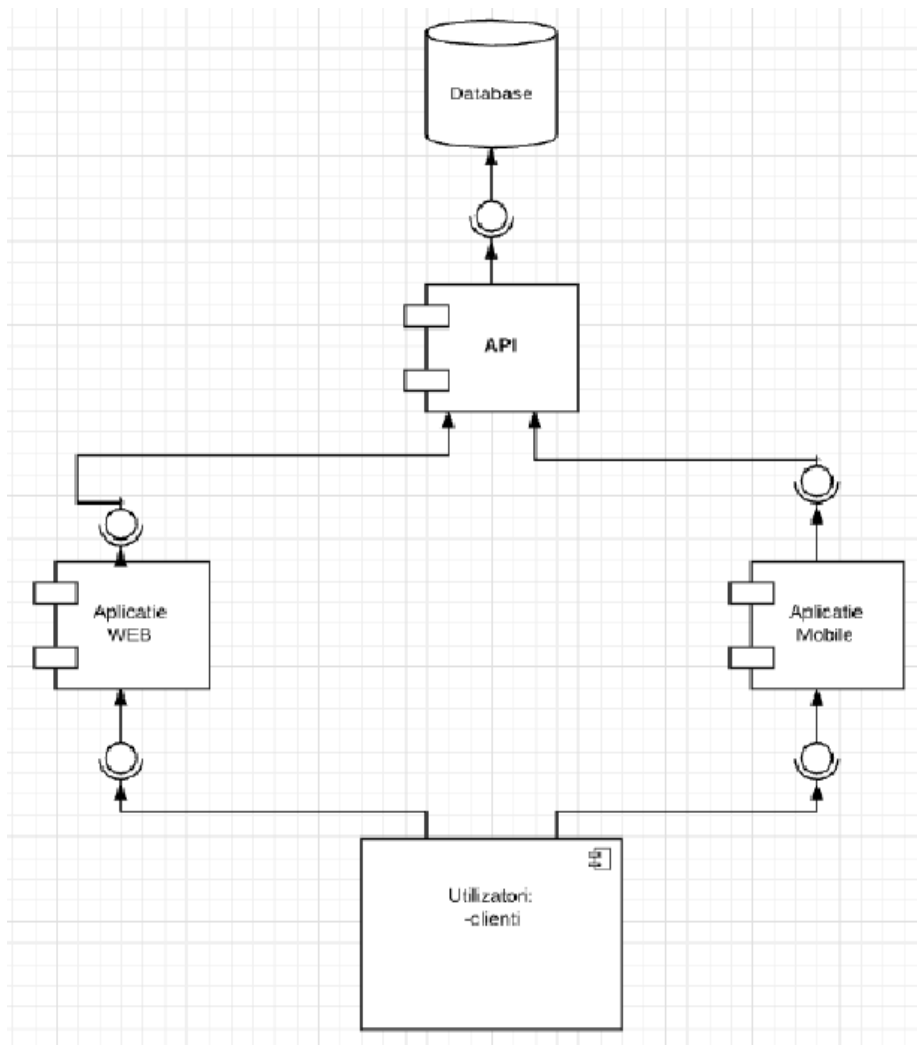 Database
API
Aplicatie
WEB
Aplicatie
Mobile
Utilizatori:
-clienti